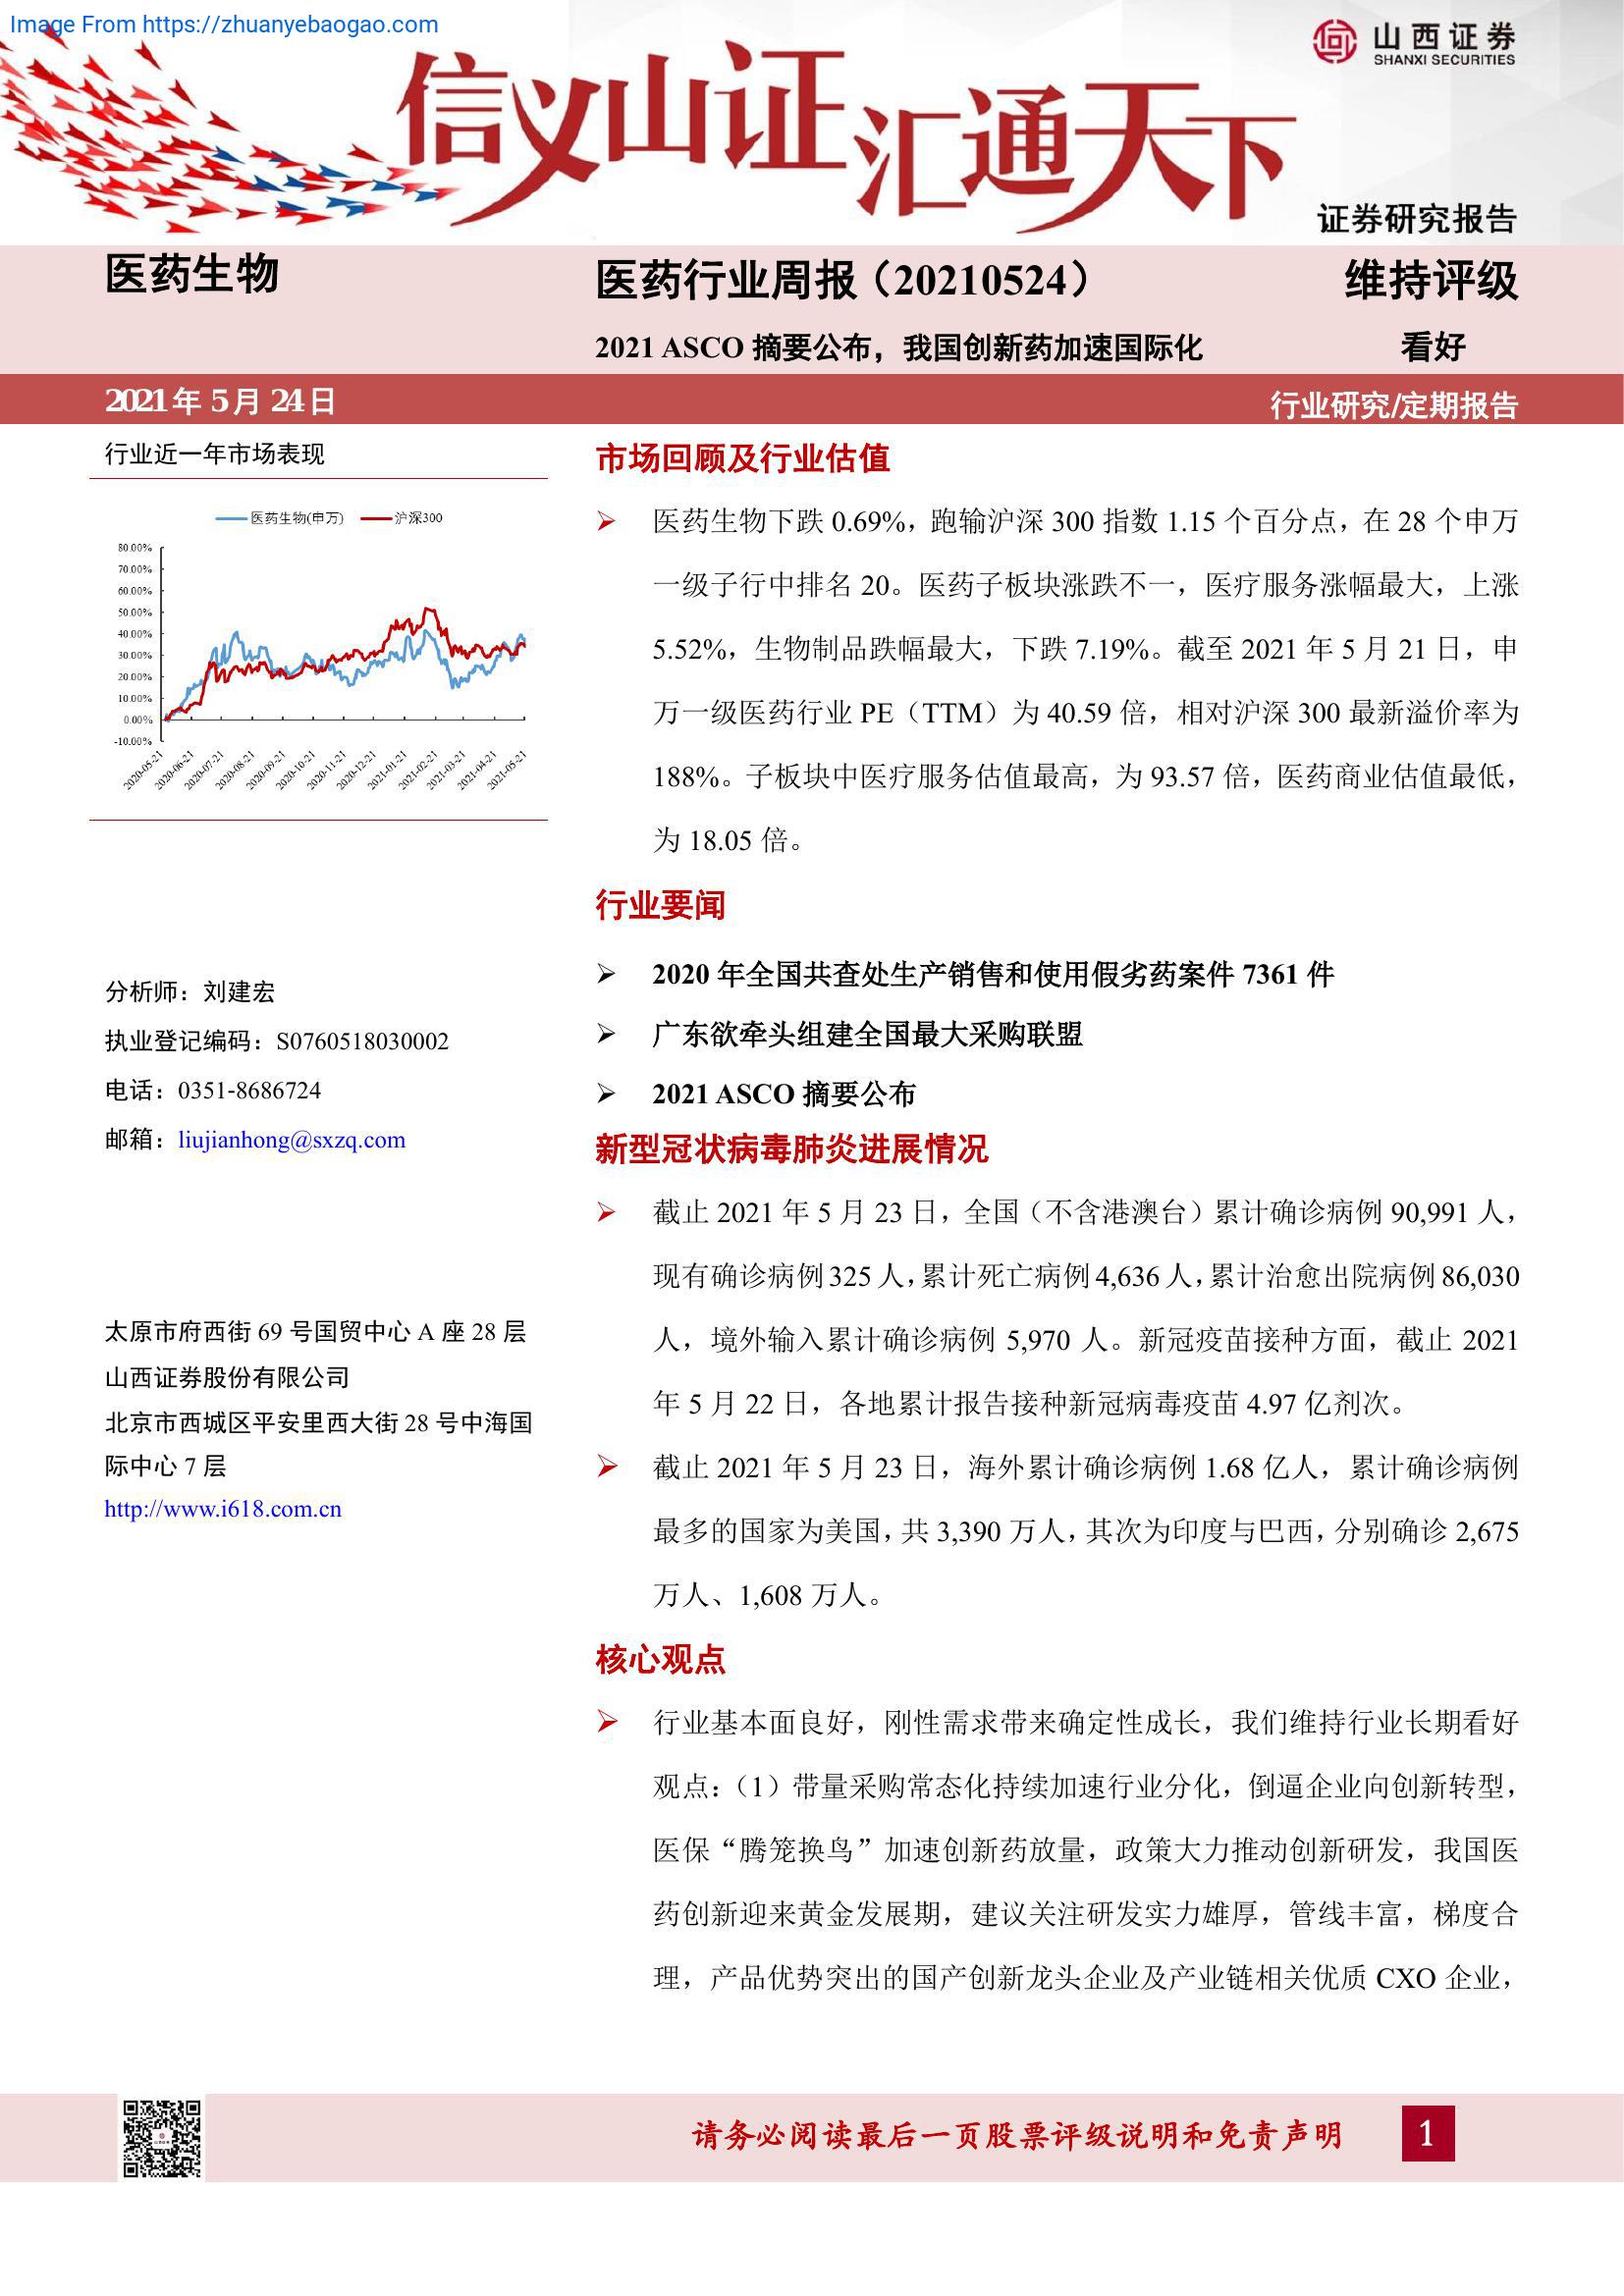 Image From https://zhuanyebaogao.com
山西证券
SHANXI SECURITIES
信义山证汇通天下
证券研究报告
医药生物
医药行业周报（20210524）
维持评级
2021 ASCO 摘要公布，我国创新药加速国际化
看好
2021 年 5 月 24 日
行业研究/定期报告
行业近一年市场表现
医药生物(申万)
沪深300
80.00%
70.00%
60.00%
50.00%
40.00%
30.00%
20.00%
10.00%
0.00%
-10.00%
2020-05-21
2020-06-21
2020-07-21
2020-08-21
2020-09-21
2020-10-21
2020-11-21
2020-12-21
2021-01-21
2021-02-21
2021-03-21
2021-04-21
2021-05-21
分析师：刘建宏
执业登记编码：S0760518030002
电话：0351-8686724
邮箱：liujianhong@sxzq.com
太原市府西街 69 号国贸中心 A 座 28 层
山西证券股份有限公司
北京市西城区平安里西大街 28 号中海国
际中心 7 层
http://www.i618.com.cn
市场回顾及行业估值
医药生物下跌 0.69%，跑输沪深 300 指数 1.15 个百分点，在 28 个申万
一级子行中排名 20。医药子板块涨跌不一，医疗服务涨幅最大，上涨
5.52%，生物制品跌幅最大，下跌 7.19%。截至 2021 年 5 月 21 日，申
万一级医药行业 PE（TTM）为 40.59 倍，相对沪深 300 最新溢价率为
188%。子板块中医疗服务估值最高，为 93.57 倍，医药商业估值最低，
为 18.05 倍。
行业要闻
2020 年全国共查处生产销售和使用假劣药案件 7361 件
广东欲牵头组建全国最大采购联盟
2021 ASCO 摘要公布
新型冠状病毒肺炎进展情况
截止 2021 年 5 月 23 日，全国（不含港澳台）累计确诊病例 90,991 人，
现有确诊病例 325 人，累计死亡病例 4,636 人，累计治愈出院病例 86,030
人，境外输入累计确诊病例 5,970 人。新冠疫苗接种方面，截止 2021
年 5 月 22 日，各地累计报告接种新冠病毒疫苗 4.97 亿剂次。
截止 2021 年 5 月 23 日，海外累计确诊病例 1.68 亿人，累计确诊病例
最多的国家为美国，共 3,390 万人，其次为印度与巴西，分别确诊 2,675
万人、1,608 万人。
核心观点
行业基本面良好，刚性需求带来确定性成长，我们维持行业长期看好
观点：（1）带量采购常态化持续加速行业分化，倒逼企业向创新转型，
医保“腾笼换鸟”加速创新药放量，政策大力推动创新研发，我国医
药创新迎来黄金发展期，建议关注研发实力雄厚，管线丰富，梯度合
理，产品优势突出的国产创新龙头企业及产业链相关优质 CXO 企业，
请务必阅读最后一页股票评级说明和免责声明
1